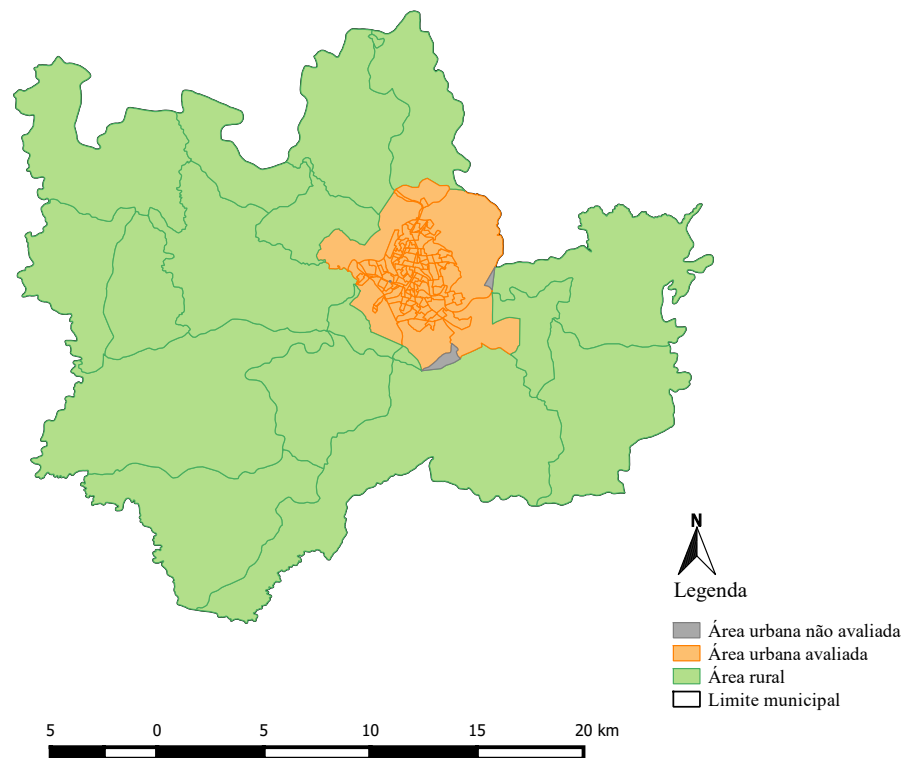 N
Legenda
Área urbana não avaliada
Área urbana avaliada
Área rural
Limite municipal
5 0 5 10 15 20 km